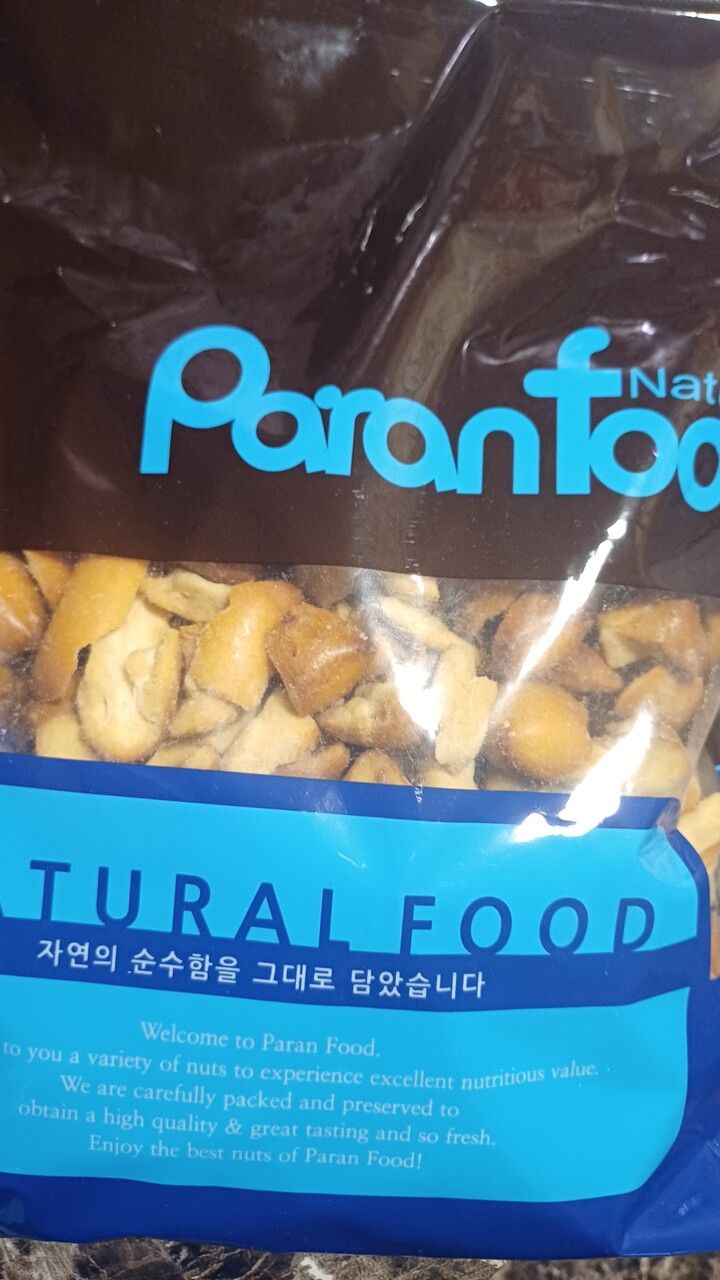 Nat
Paran foo
ATURAL FOOD
자연의 순수함을 그대로 담았습니다
Welcome to Paran Food.
to you a variety of nuts to experience excellent nutritious value.
We are carefully packed and preserved to
obtain a high quality & great tasting and so fresh.
Enjoy the best nuts of Paran Food!